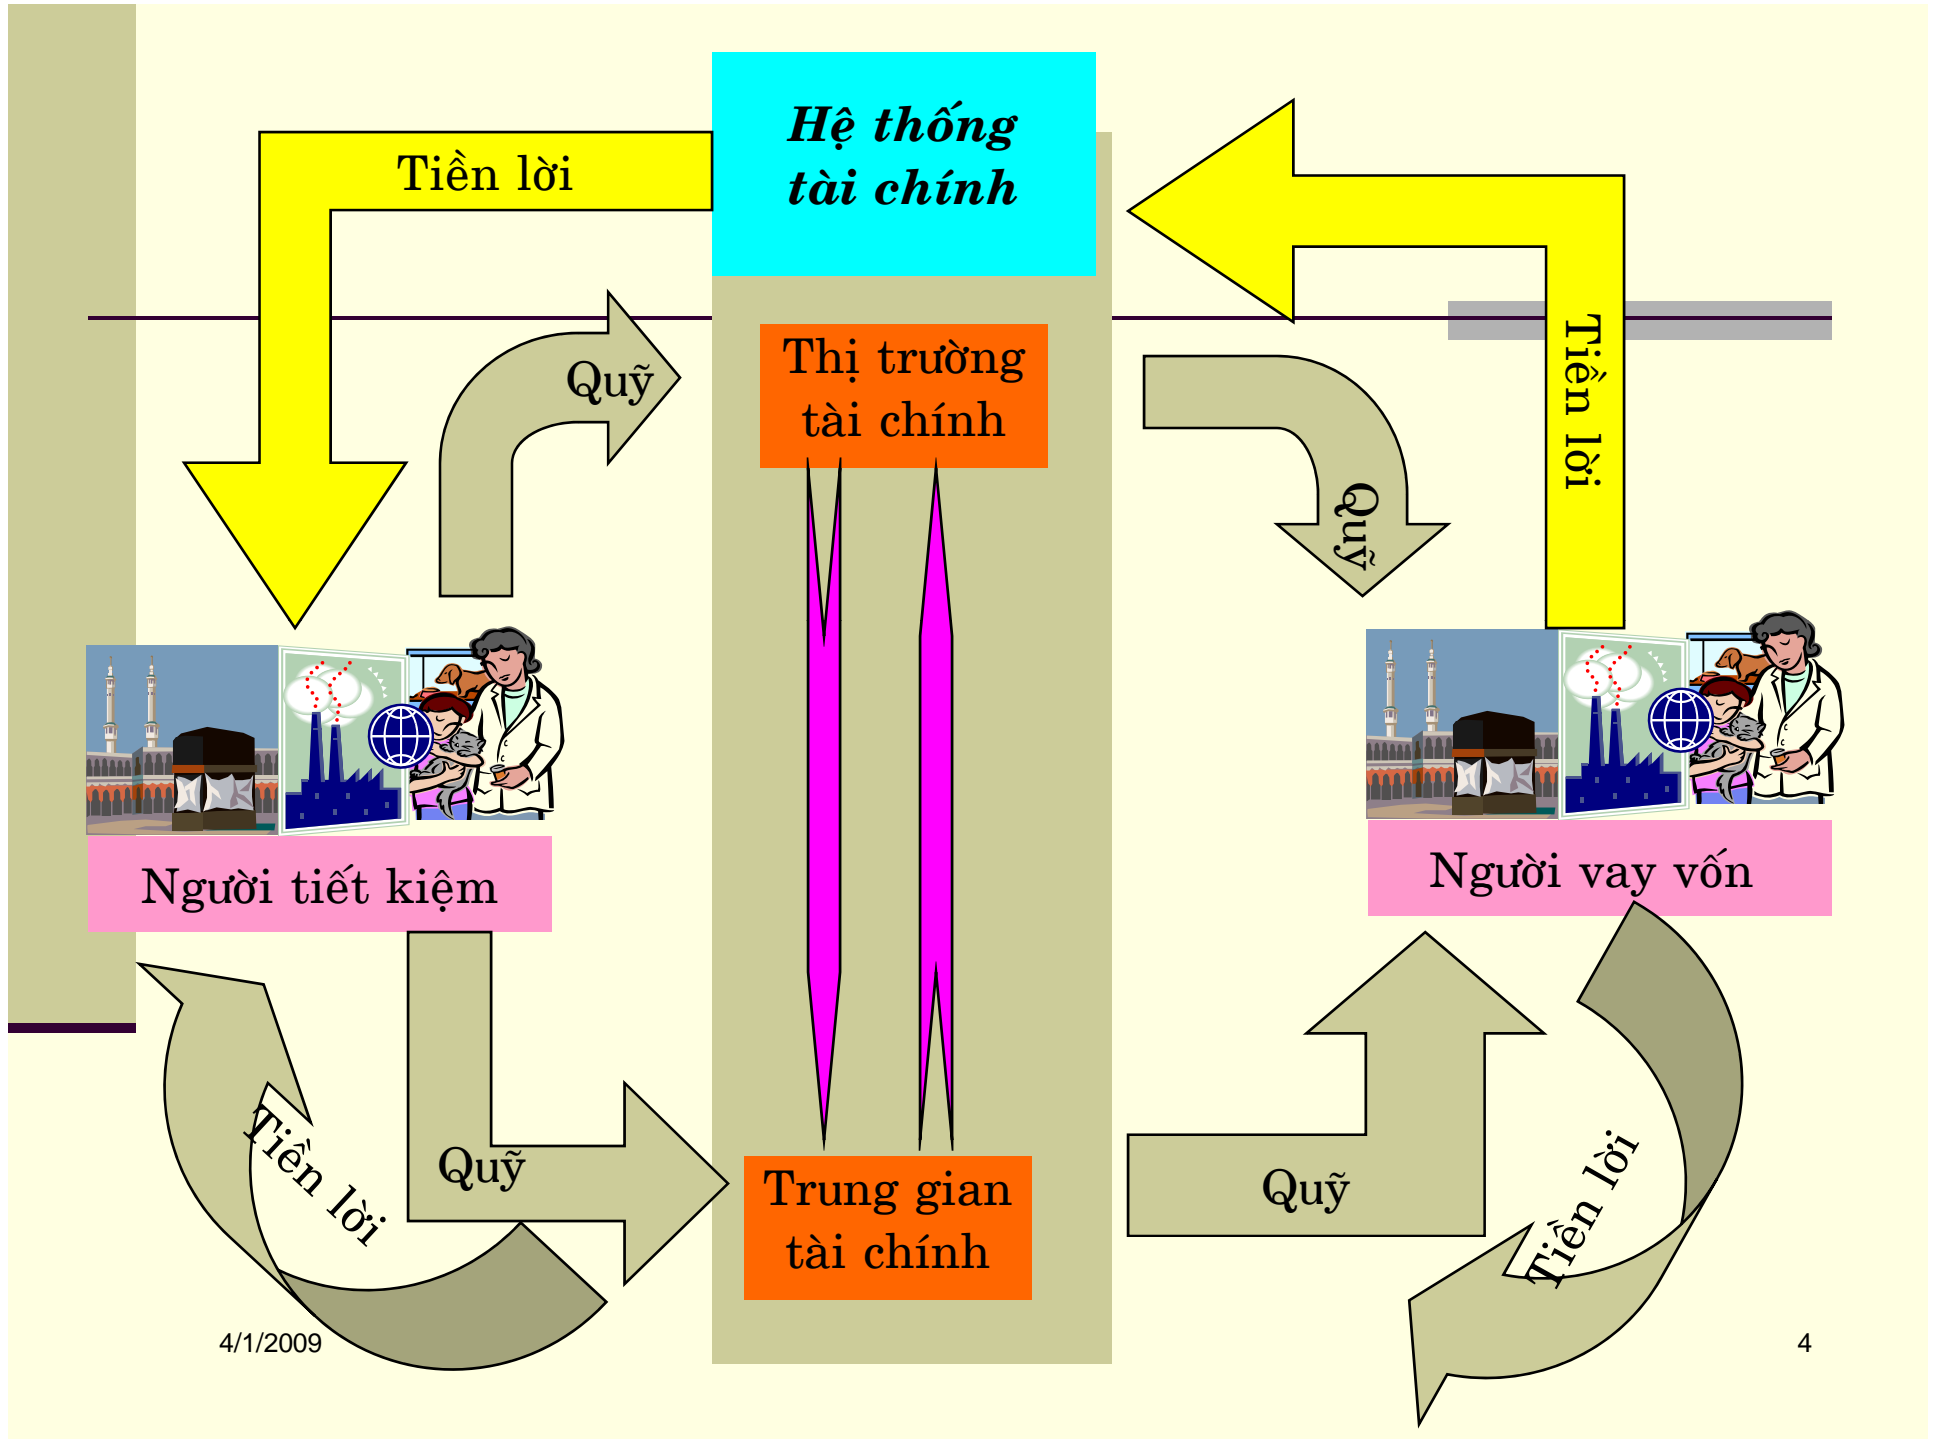 Hệ thống
tài chính
Tiền lời
Tiền lời
Quỹ
Thị trường
tài chính
Quỹ
Người tiết kiệm
Người vay vốn
Tiền lời
Quỹ
Trung gian
tài chính
Quỹ
Tiền lời
4/1/2009
4